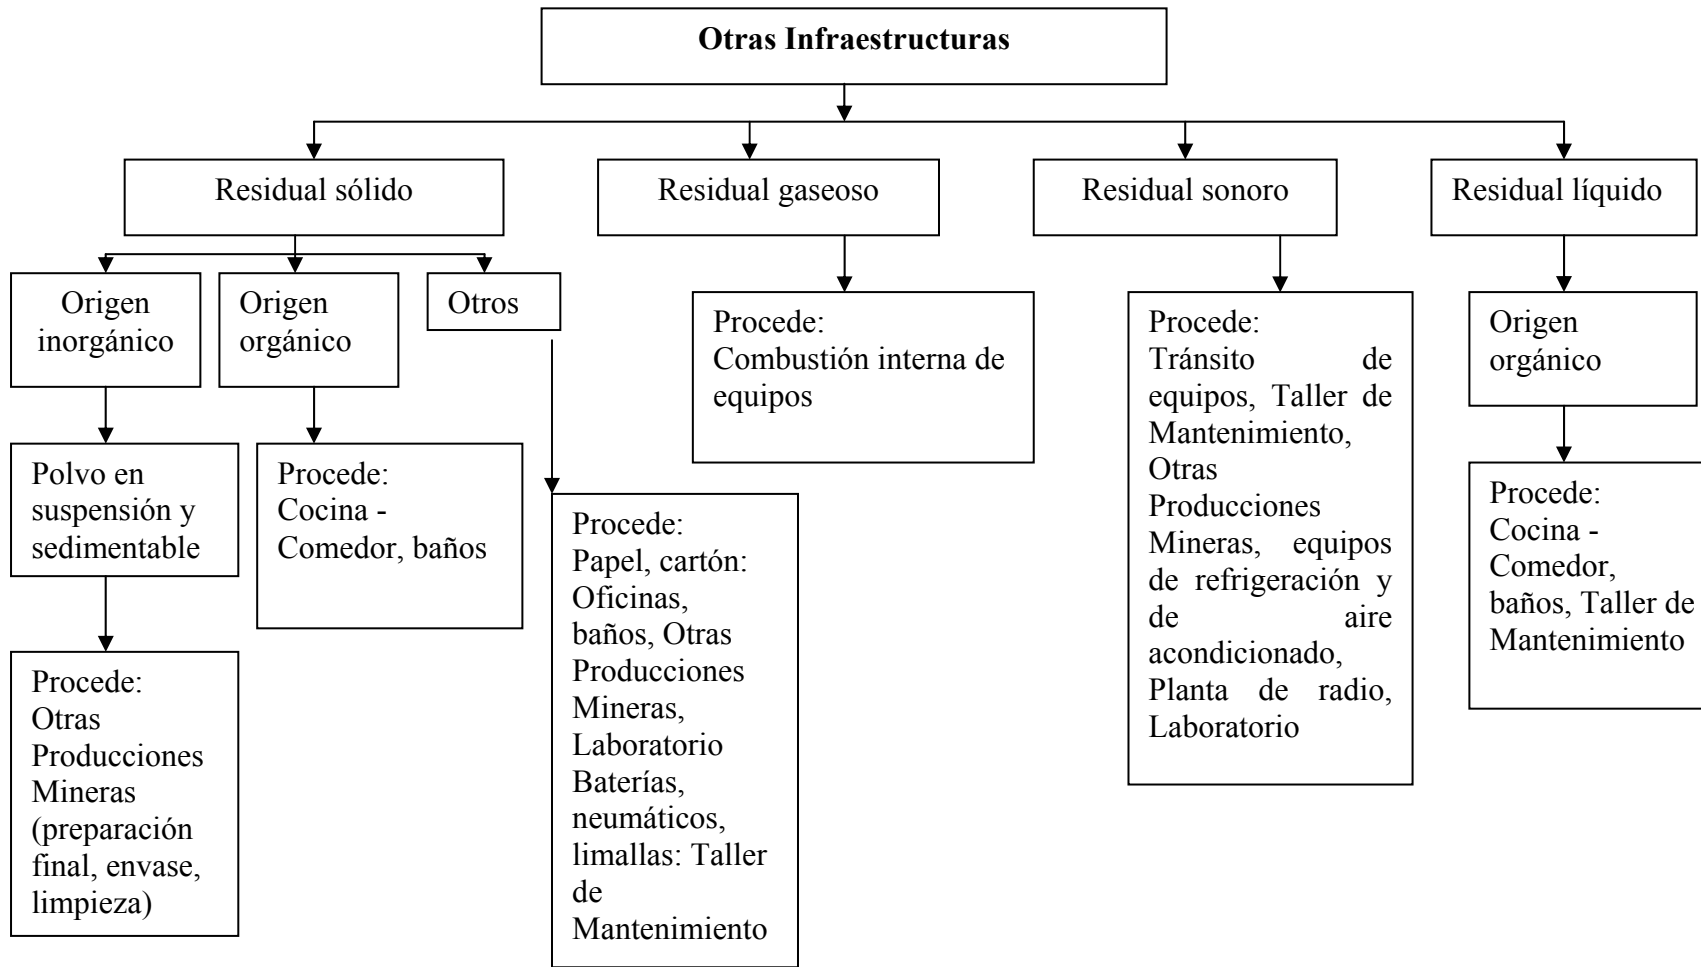 Otras Infraestructuras
Residual sólido
Residual gaseoso
Residual sonoro
Residual líquido
Origen
inorgánico
Origen
orgánico
Otros
Procede:
Combustión interna de
equipos
Procede:
Tránsito de
equipos, Taller de
Mantenimiento,
Otras
Producciones
Mineras, equipos
de refrigeración y
de aire
acondicionado,
Planta de radio,
Laboratorio
Origen
orgánico
Polvo en
suspensión y
sedimentable
Procede:
Cocina -
Comedor, baños
Procede:
Papel, cartón:
Oficinas,
baños, Otras
Producciones
Mineras,
Laboratorio
Baterías,
neumáticos,
limallas: Taller
de
Mantenimiento
Procede:
Cocina -
Comedor,
baños, Taller de
Mantenimiento
Procede:
Otras
Producciones
Mineras
(preparación
final, envase,
limpieza)